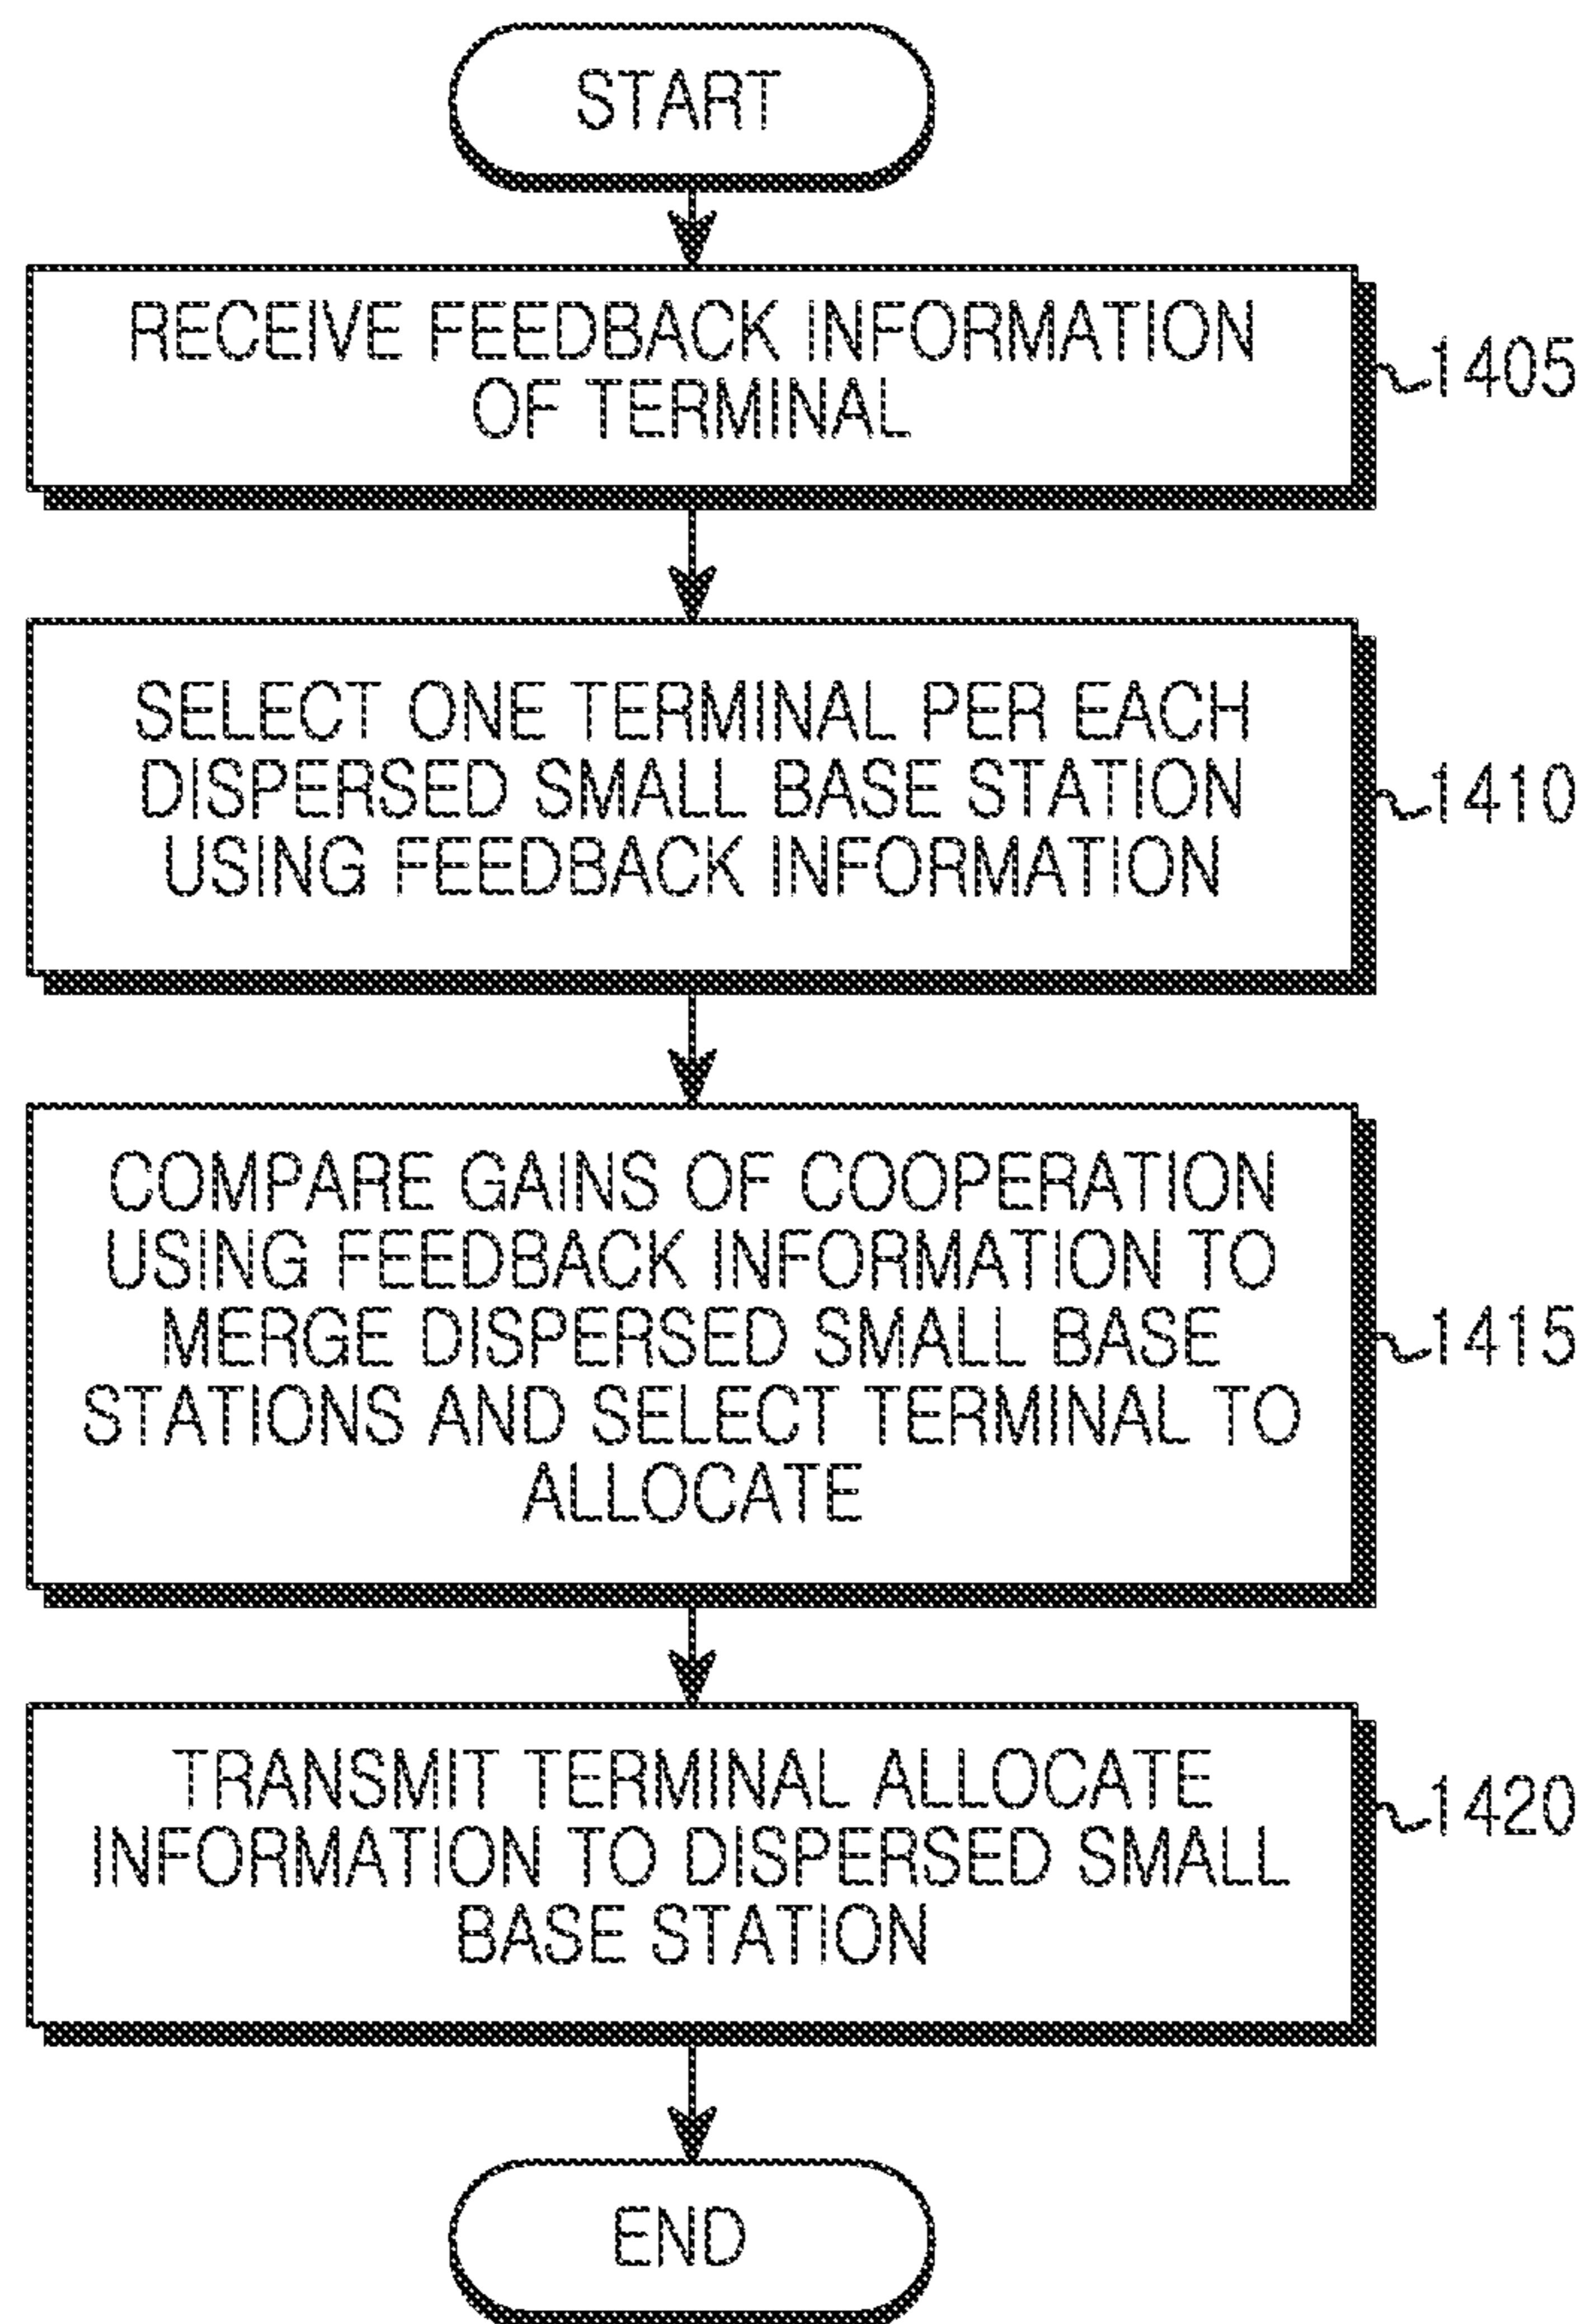 START
RECEIVE FEEDBACK INFORMATION
OF TERMINAL
1405
SELECT ONE TERMINAL PER EACH
DISPERSED SMALL BASE STATION
USING FEEDBACK INFORMATION
1410
COMPARE GAINS OF COOPERATION
USING FEEDBACK INFORMATION TO
MERGE DISPERSED SMALL BASE
STATIONS AND SELECT TERMINAL TO
ALLOCATE
1415
TRANSMIT TERMINAL ALLOCATE
INFORMATION TO DISPERSED SMALL
BASE STATION
1420
END